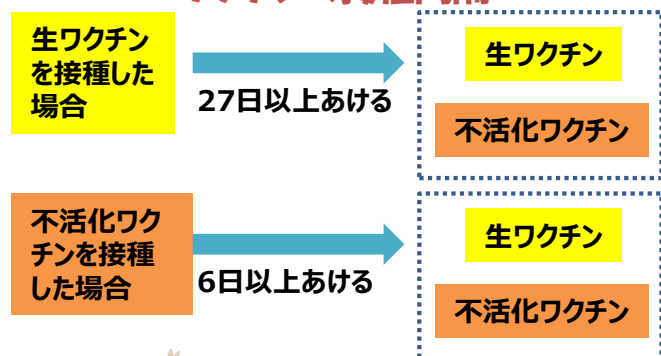 生ワクチン
を接種した
場合
27日以上あける
生ワクチン
不活化ワクチン
不活化ワク
チンを接種
した場合
6日以上あける
生ワクチン
不活化ワクチン